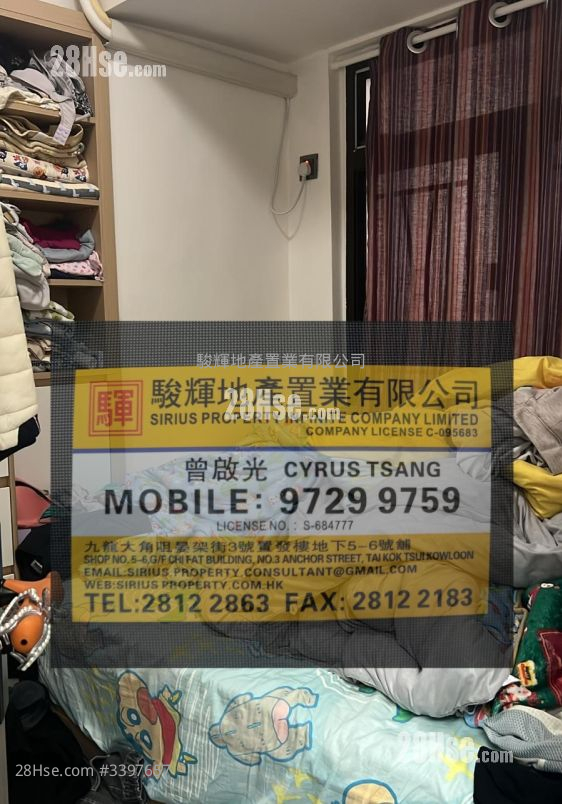 28Hse.com
駿輝地產置業有限公司
輝 駿輝地產置業有限公司
SIRIUS PROPERTY INFINITE COMPANY LIMITED
28Hse.com
COMPANY LICENSE C-095683
曾啟光 CYRUS TSANG
MOBILE: 9729 9759
LICENSE NO. : S-684777
九龍大角咀晏架街3號置發樓地下5-6號舖
SHOP NO. 5-6,G/F CHI FAT BUILDING, NO.3 ANCHOR STREET, TAI KOK TSUI KOWLOON
EMAIL:SIRIUS.PROPERTY.CONSULTANT@GMAIL.COM
WEB:SIRIUS.PROPERTY.COM.HK
TEL:2812 2863 FAX: 2812 2183
28Hse.com
28Hse.com